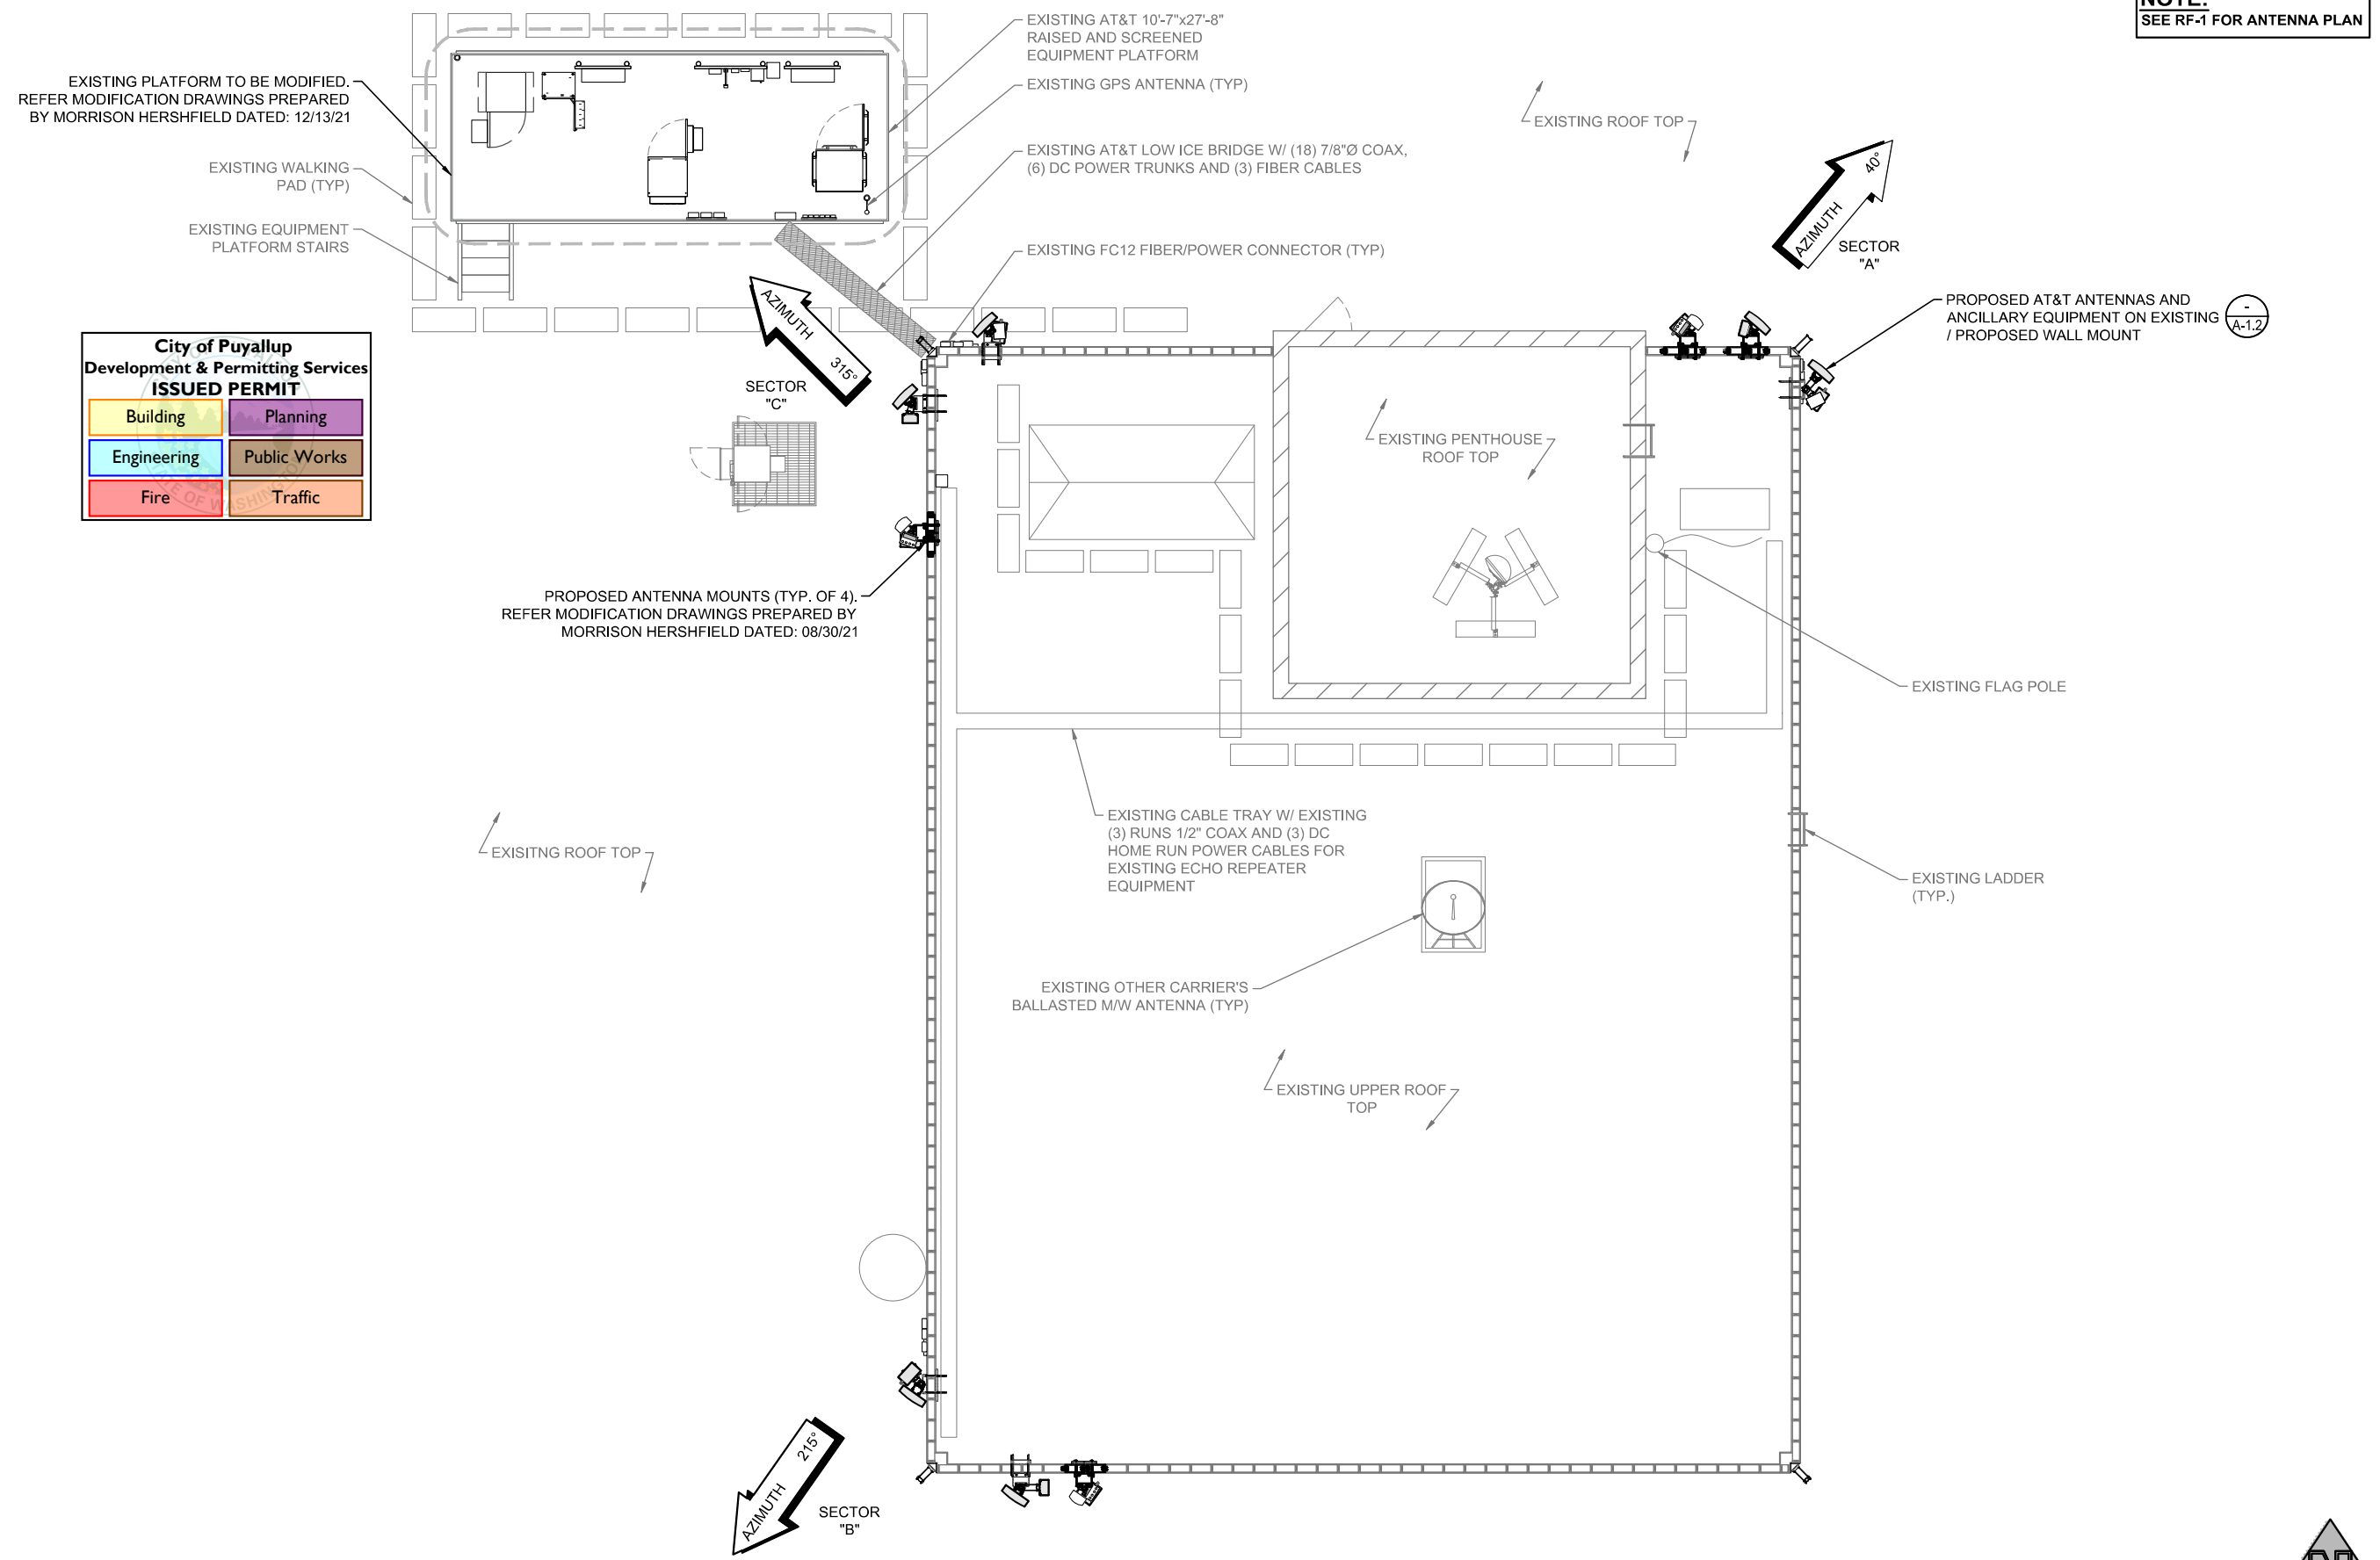 NOTE:
SEE RF-1 FOR ANTENNA PLAN
EXISTING AT&T 10'-7"x27'-8"
RAISED AND SCREENED
EQUIPMENT PLATFORM
EXISTING PLATFORM TO BE MODIFIED.
REFER MODIFICATION DRAWINGS PREPARED
BY MORRISON HERSHFIELD DATED: 12/13/21
EXISTING GPS ANTENNA (TYP)
EXISTING ROOF TOP
EXISTING AT&T LOW ICE BRIDGE W/ (18) 7/8"Ø COAX,
(6) DC POWER TRUNKS AND (3) FIBER CABLES
EXISTING WALKING
PAD (TYP)
EXISTING EQUIPMENT
PLATFORM STAIRS
EXISTING FC12 FIBER/POWER CONNECTOR (TYP)
AZIMUTH 40°
SECTOR
"A"
PROPOSED AT&T ANTENNAS AND
ANCILLARY EQUIPMENT ON EXISTING
/ PROPOSED WALL MOUNT
-
A-1.2
AZIMUTH 315°
SECTOR
"C"
City of Puyallup
Development & Permitting Services
ISSUED PERMIT
Building Planning
Engineering Public Works
Fire Traffic
OF WASHINGTON
EXISTING PENTHOUSE
ROOF TOP
PROPOSED ANTENNA MOUNTS (TYP. OF 4).
REFER MODIFICATION DRAWINGS PREPARED BY
MORRISON HERSHFIELD DATED: 08/30/21
EXISTING FLAG POLE
EXISTING CABLE TRAY W/ EXISTING
(3) RUNS 1/2" COAX AND (3) DC
HOME RUN POWER CABLES FOR
EXISTING ECHO REPEATER
EQUIPMENT
EXISITNG ROOF TOP
EXISTING LADDER
(TYP.)
EXISTING OTHER CARRIER'S
BALLASTED M/W ANTENNA (TYP)
EXISTING UPPER ROOF
TOP
AZIMUTH 215°
SECTOR
"B"